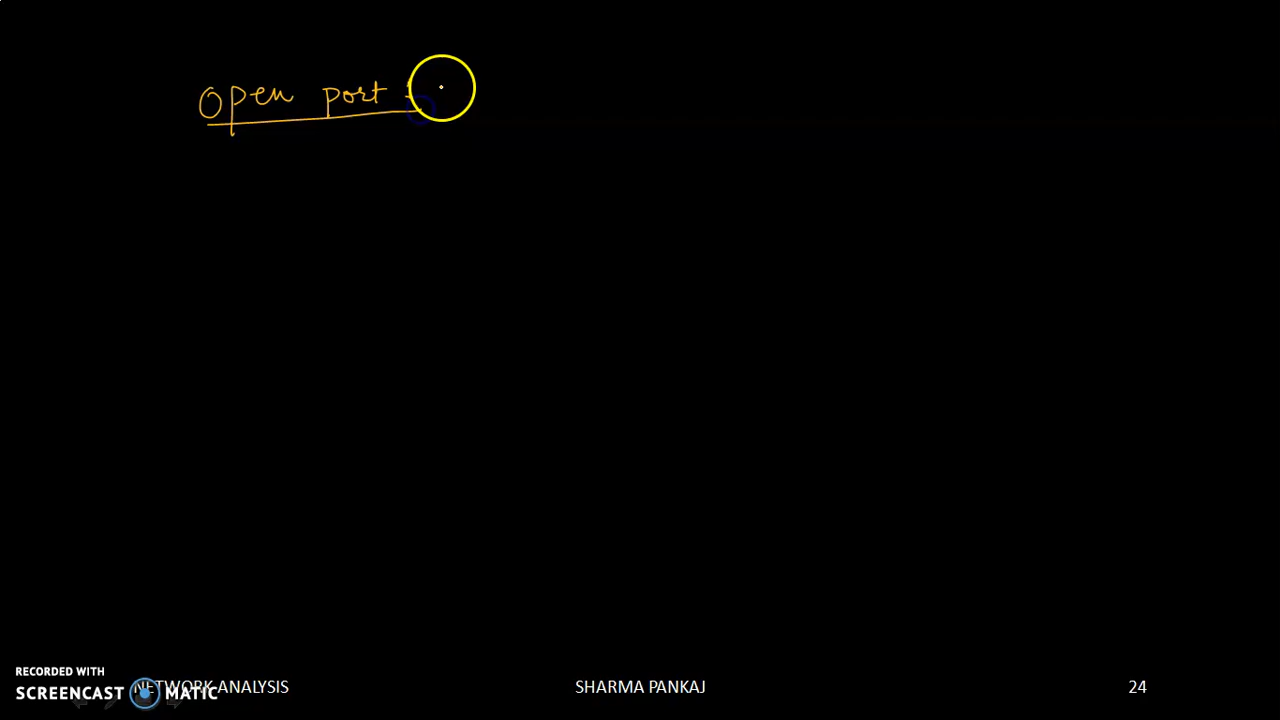 Open port :
RECORDED WITH
SCREENCAST MATIC
NETWORK ANALYSIS
SHARMA PANKAJ
24